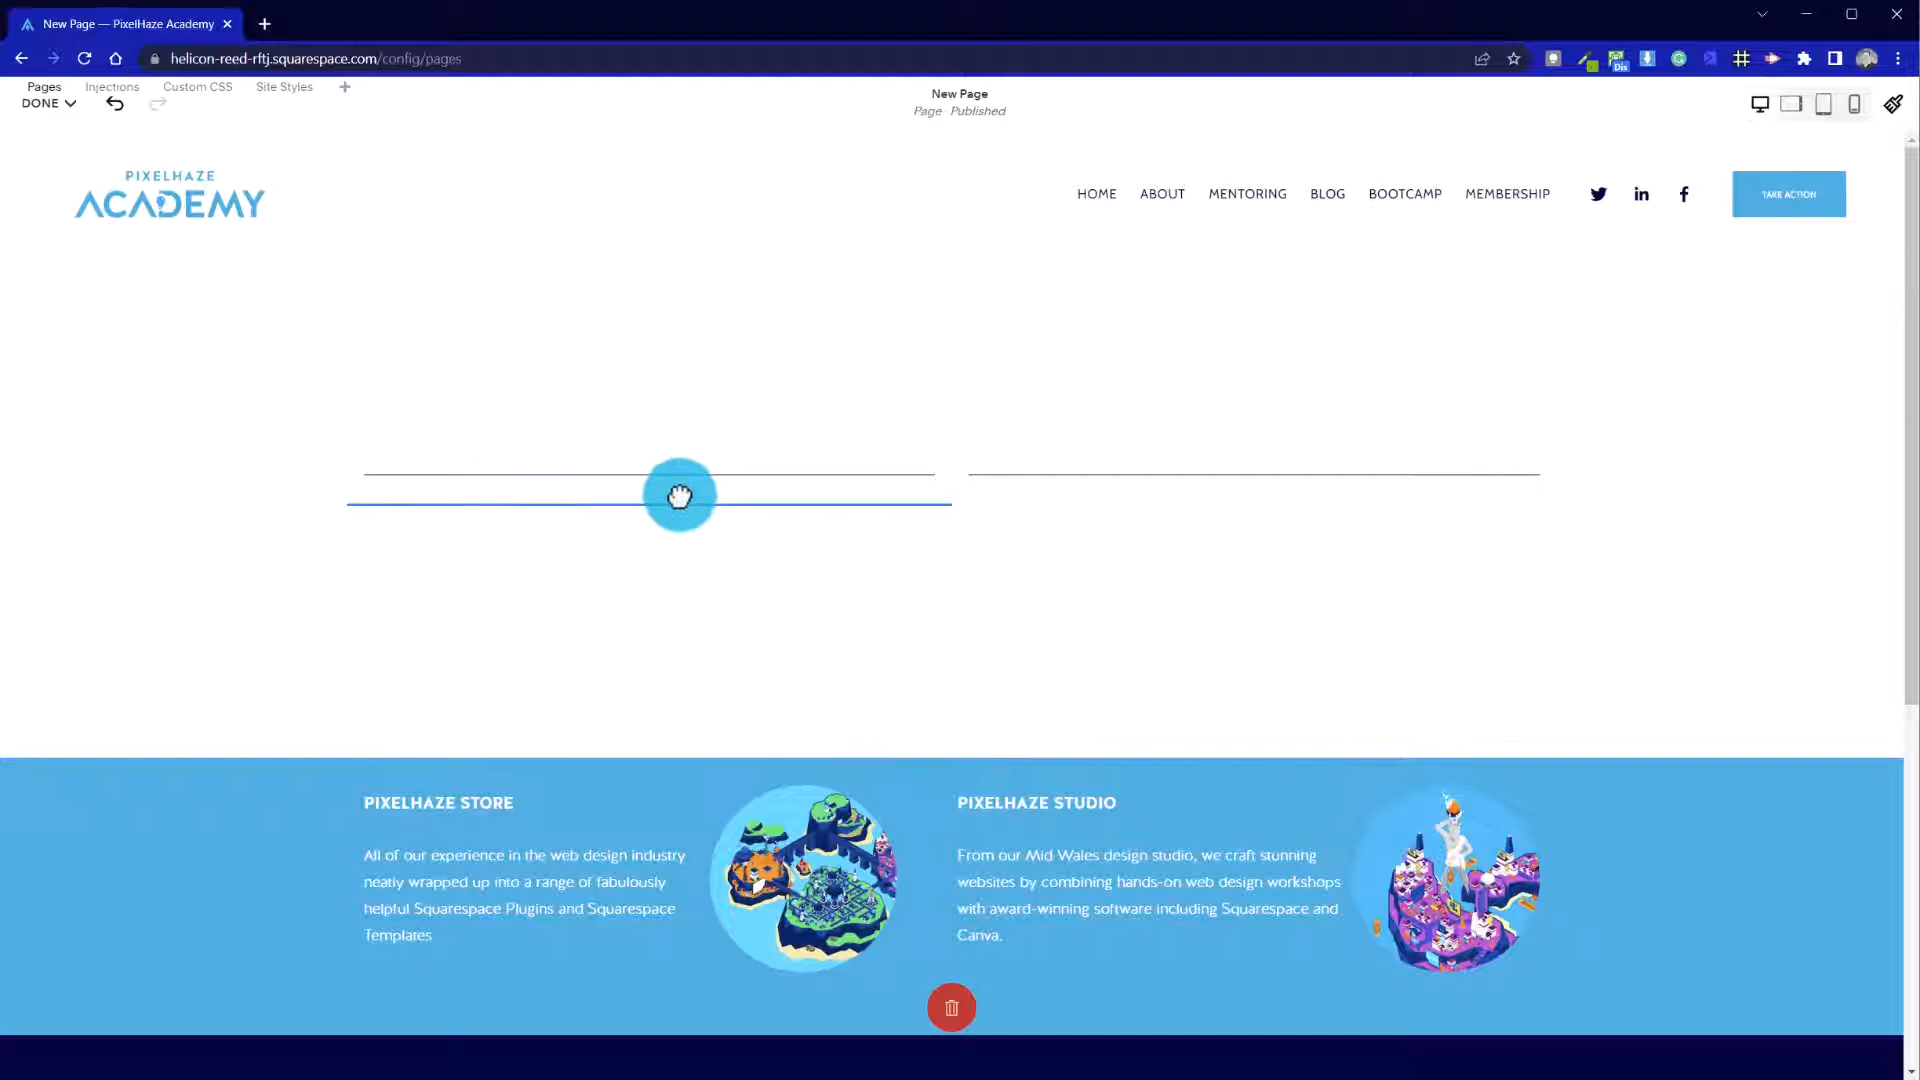 New Page — PixelHaze Academy
helicon-reed-rftj.squarespace.com/config/pages
Dis
Pages
Injections
Custom CSS
Site Styles
DONE
New Page
Page · Published
PIXELHAZE
ACADEMY
HOME
ABOUT
MENTORING
BLOG
BOOTCAMP
MEMBERSHIP
TAKE ACTION
PIXELHAZE STORE
All of our experience in the web design industry
neatly wrapped up into a range of fabulously
helpful Squarespace Plugins and Squarespace
Templates
PIXELHAZE STUDIO
From our Mid Wales design studio, we craft stunning
websites by combining hands-on web design workshops
with award-winning software including Squarespace and
Canva.